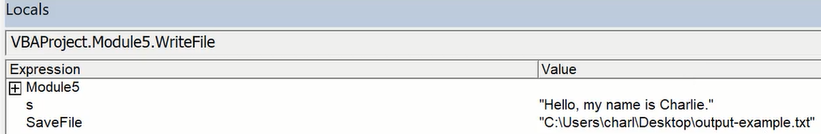 Locals
VBAProject.Module5.WriteFile
Expression Value
Module5
s "Hello, my name is Charlie."
SaveFile "C:\Users\charl\Desktop\output-example.txt"